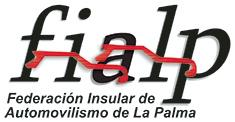 fialp
Federación Insular de
Automovilismo de La Palma